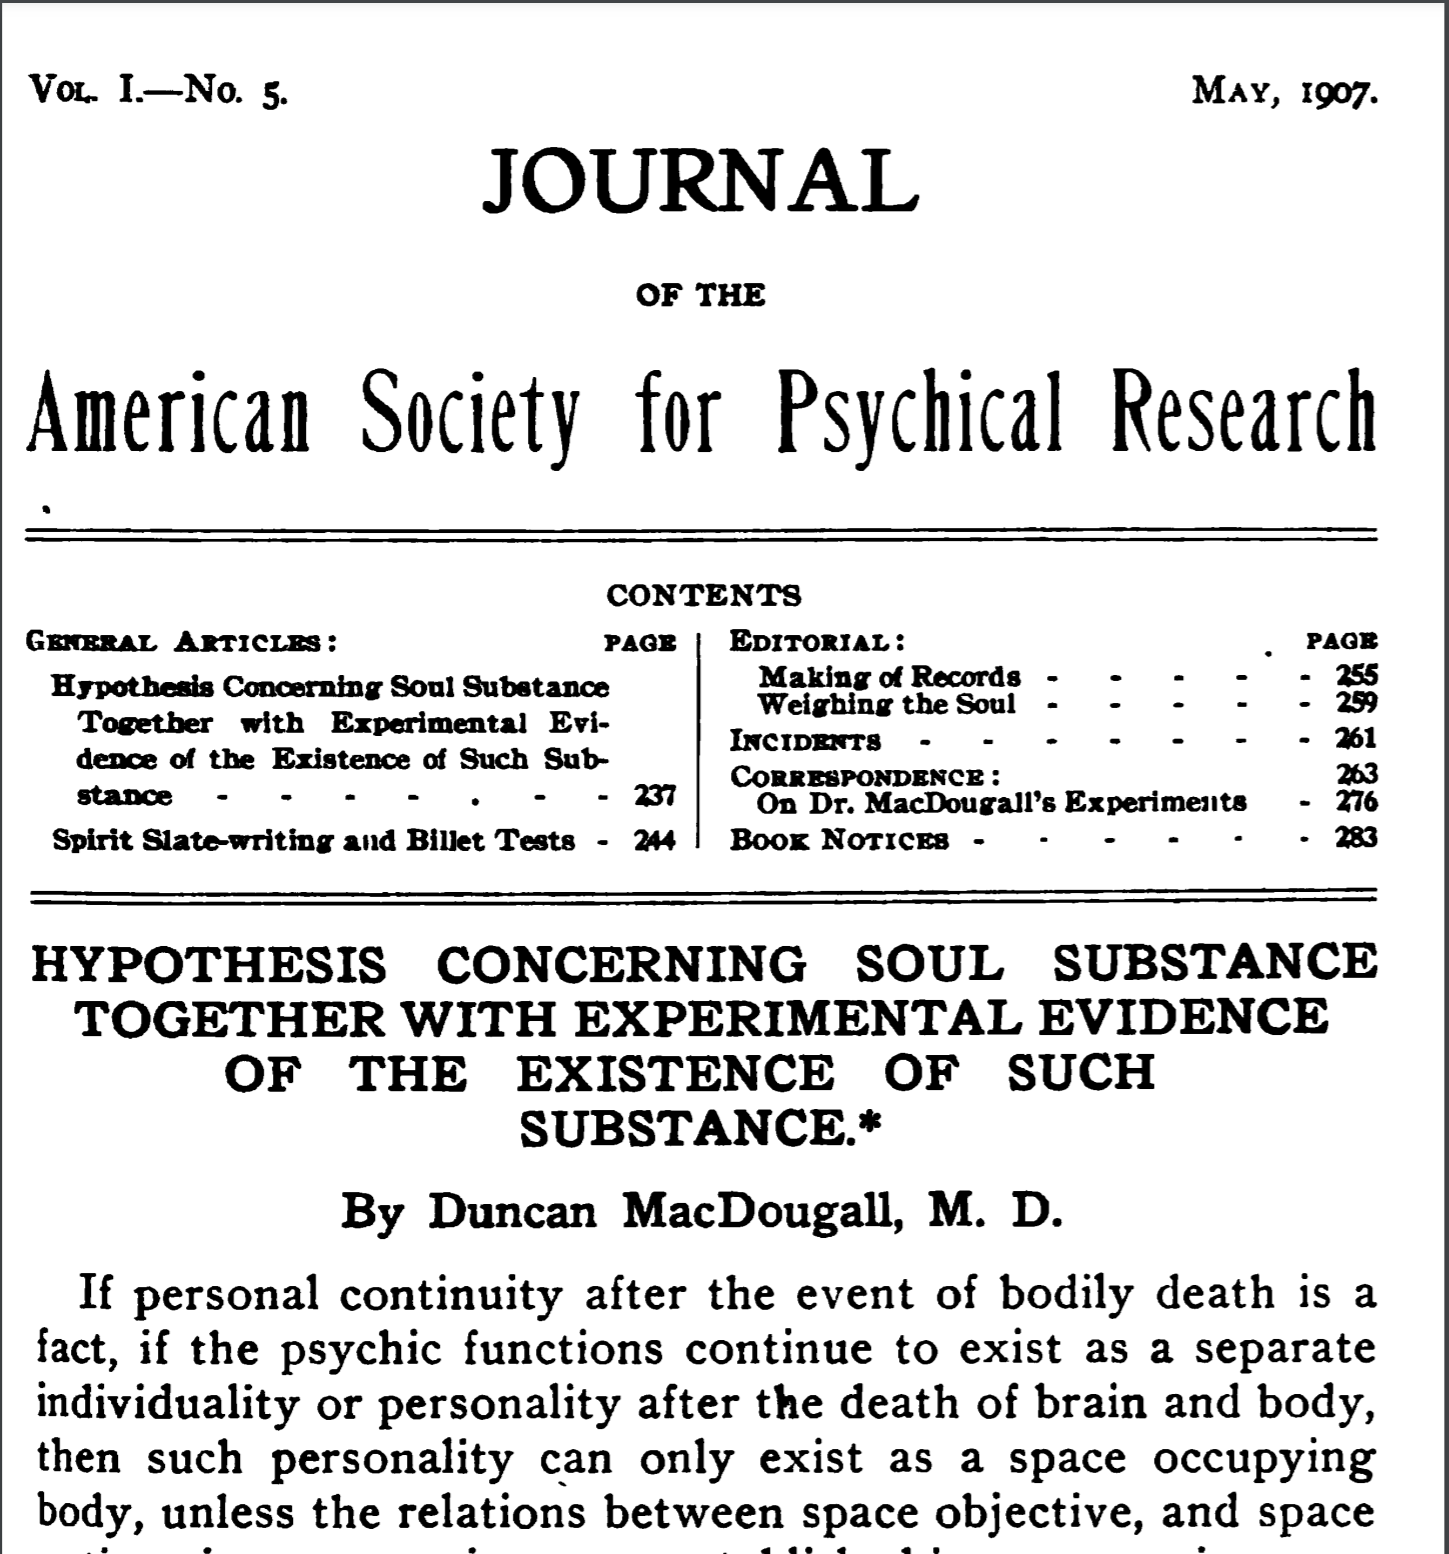 VOL. I.—No. 5.
MAY, 1907.
JOURNAL
OF THE
American Society for Psychical Research
CONTENTS
GENERAL ARTICLES: PAGE
Hypothesis Concerning Soul Substance
Together with Experimental Evi-
dence of the Existence of Such Sub-
stance - - - - . - - 237
Spirit Slate-writing and Billet Tests - 244
EDITORIAL: PAGE
Making of Records - - - - - 255
Weighing the Soul - - - - - 259
INCIDENTS - - - - - - - 261
CORRESPONDENCE: 263
On Dr. MacDougall's Experiments - 276
BOOK NOTICES - - - - - - 283
HYPOTHESIS CONCERNING SOUL SUBSTANCE
TOGETHER WITH EXPERIMENTAL EVIDENCE
OF THE EXISTENCE OF SUCH
SUBSTANCE.*
By Duncan MacDougall, M. D.
If personal continuity after the event of bodily death is a
fact, if the psychic functions continue to exist as a separate
individuality or personality after the death of brain and body,
then such personality can only exist as a space occupying
body, unless the relations between space objective, and space